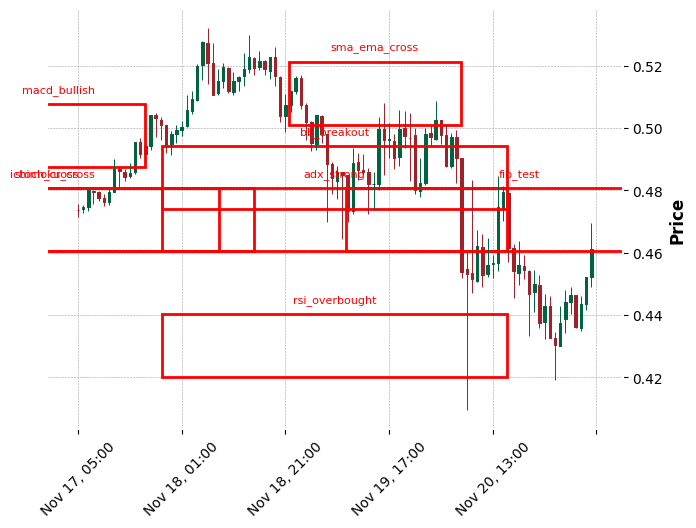 sma_ema_cross
macd_bullish
bb_breakout
stoch_cross
adx_strong
fib_test
rsi_overbought
0.52
0.50
0.48
0.46
0.44
0.42
Price
Nov 17, 05:00
Nov 18, 01:00
Nov 18, 21:00
Nov 19, 17:00
Nov 20, 13:00